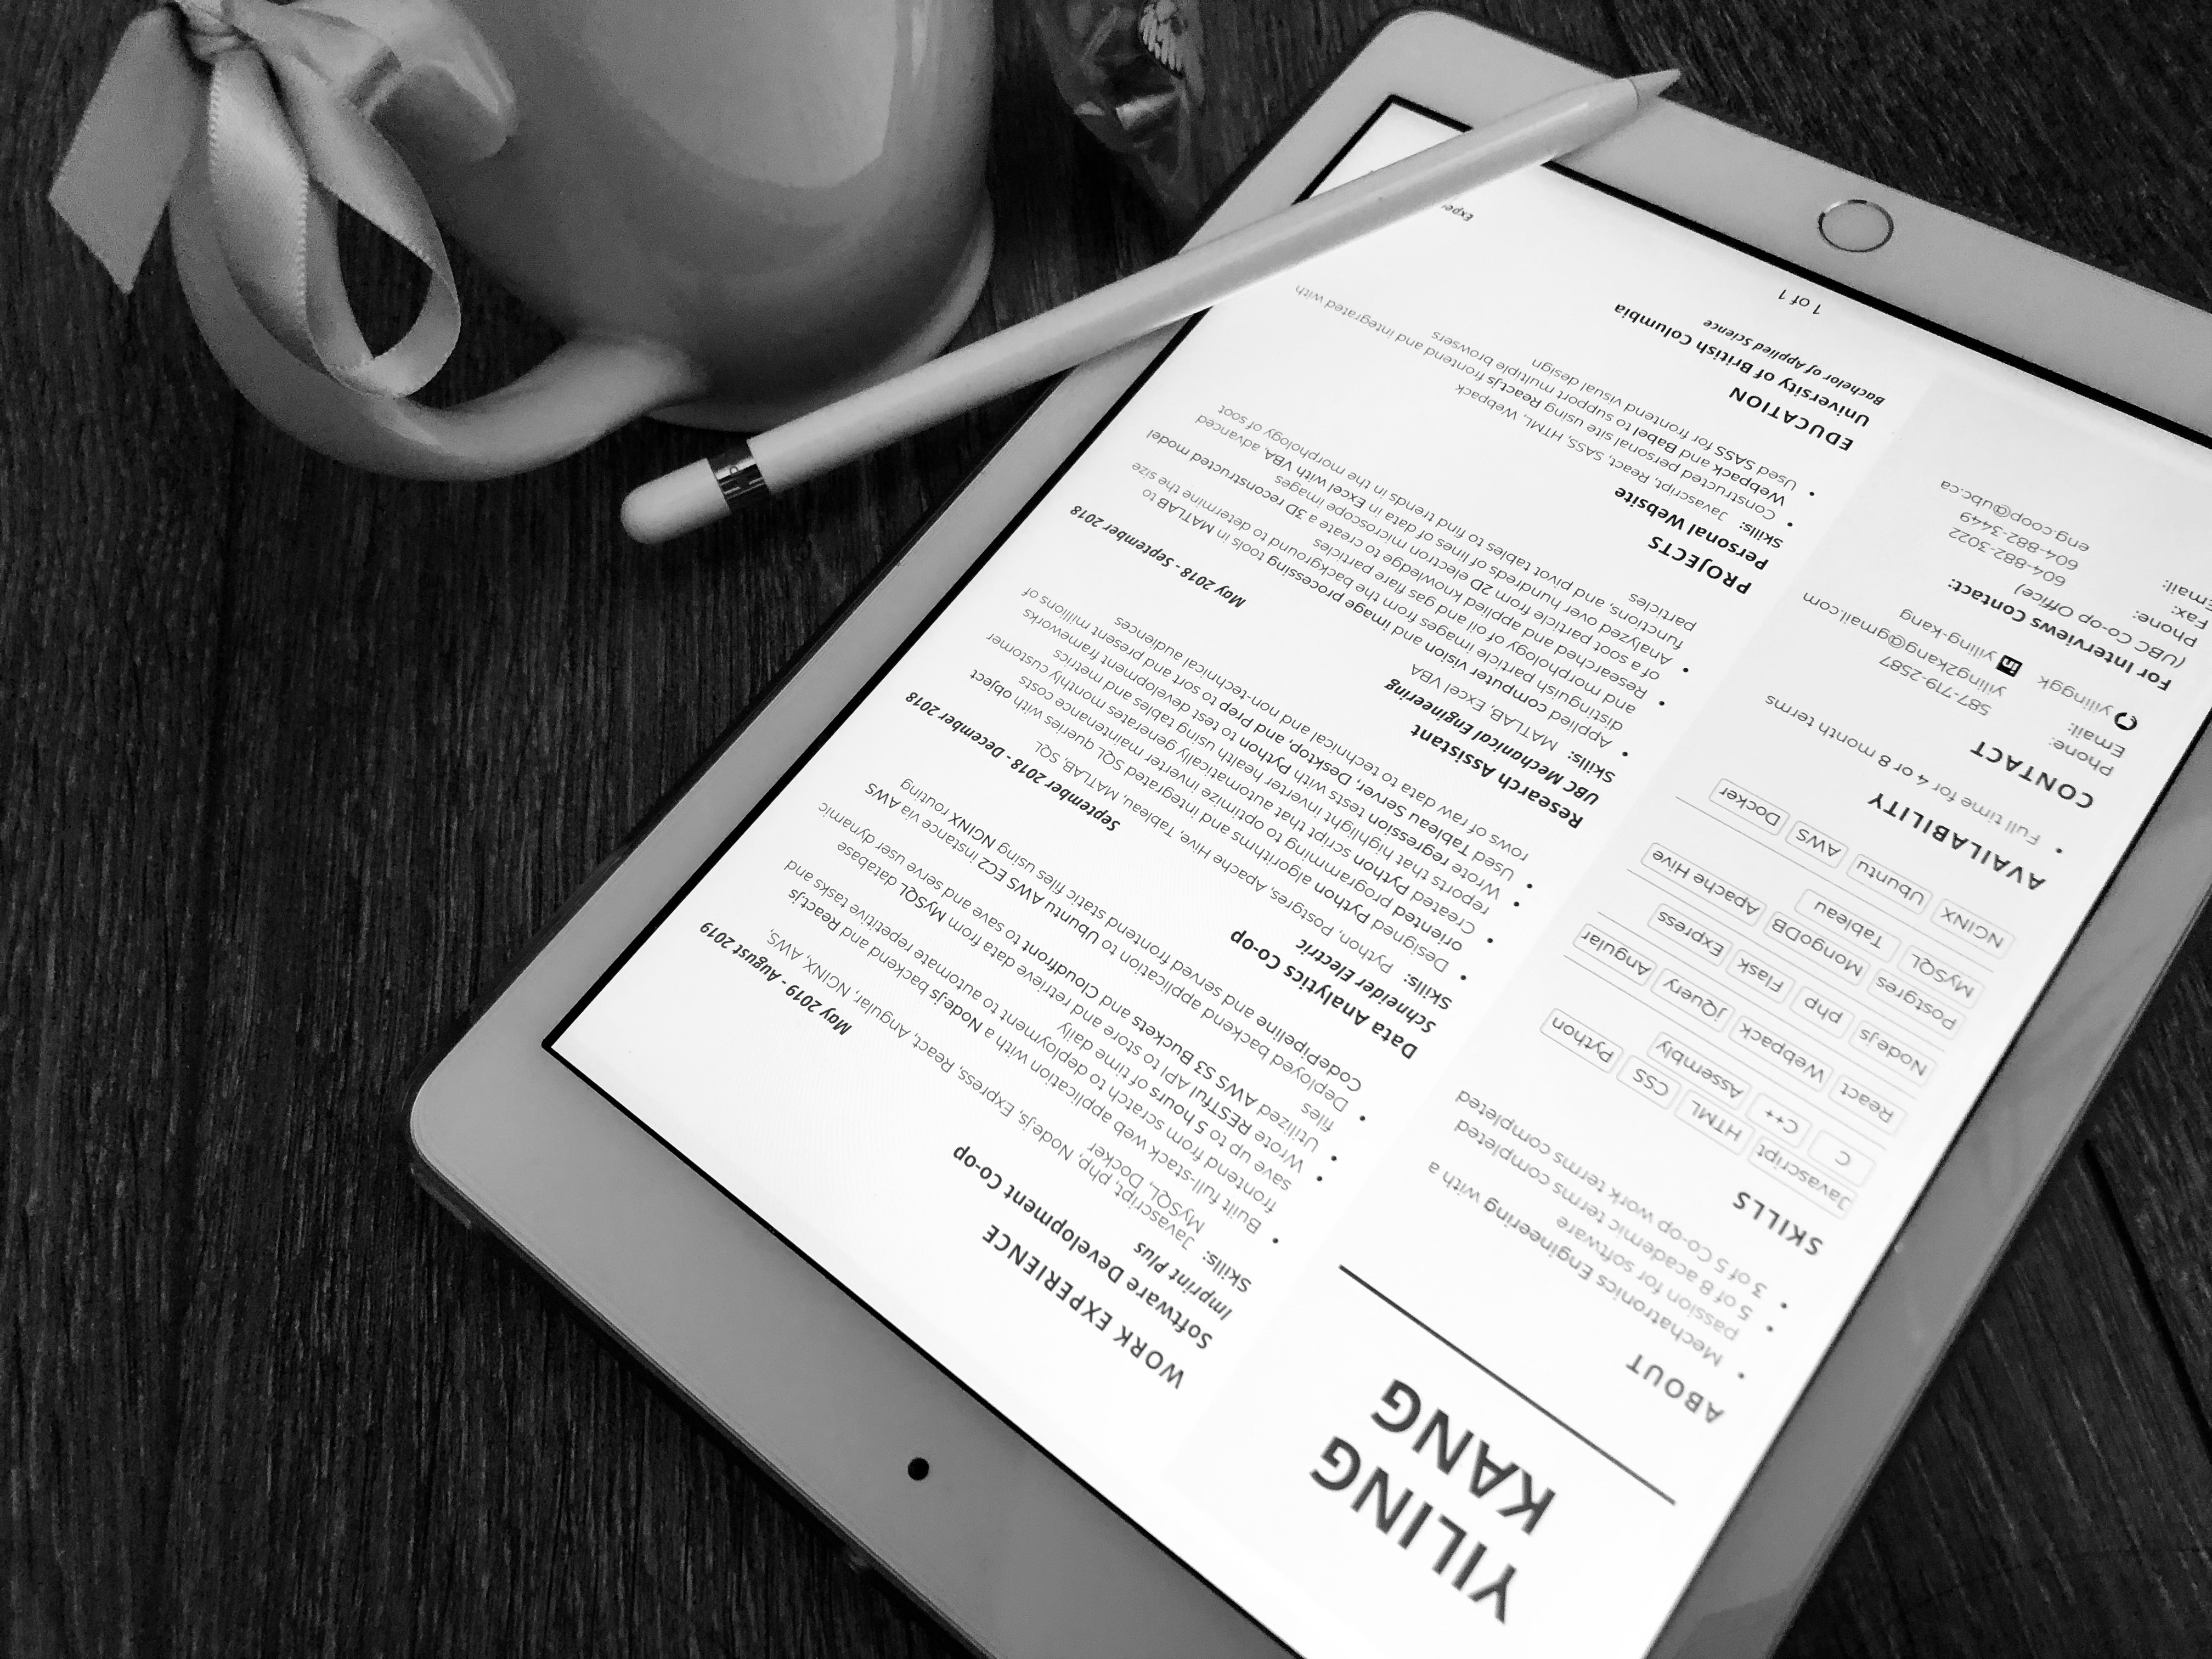 YILING
KANG
ABOUT
• Mechatronics Engineering with a
passion for software
• 5 of 8 academic terms completed
• 3 of 5 Co-op work terms completed
SKILLS
Javascript HTML CSS Python
C C++ Assembly
React Webpack jQuery Angular
Nodejs php Flask Express
Postgres MongoDB Apache Hive
MySQL Tableau
NGINX Ubuntu AWS Docker
AVAILABILITY
• Full time for 4 or 8 month terms
CONTACT
Phone: 587-719-2587
Email: yiling2kang@gmail.com
yilinggk in yiling-kang
For Interviews Contact:
(UBC Co-op Office)
Phone: 604-882-3022
Fax: 604-882-3449
Email: eng.coop@ubc.ca
WORK EXPERIENCE
Software Development Co-op
Imprint Plus
May 2019 - August 2019
Skills: Javascript, php, Nodejs, Express, React, Angular, NGINX, AWS,
MySQL, Docker
• Built full-stack web application with a Nodejs backend and Reactjs
frontend from scratch to deployment to automate repetitive tasks and
save up to 5 hours of time daily
• Wrote RESTful API to store and retrieve data from MySQL database
• Utilized AWS S3 Buckets and Cloudfront to save and serve user dynamic
files
• Deployed backend application to Ubuntu AWS EC2 instance via AWS
CodePipeline and served frontend static files using NGINX routing
Data Analytics Co-op
Schneider Electric
September 2018 - December 2018
Skills: Python, Postgres, Apache Hive, Tableau, MATLAB, SQL
• Designed Python algorithms and integrated SQL queries with object
oriented programming to optimize inverter maintenance costs
• Created Python script that automatically generates monthly customer
reports that highlight inverter health using tables and metrics
• Wrote regression tests with Python to test development frameworks
• Used Tableau Server, Desktop, and Prep to sort and present millions of
rows of raw data to technical and non-technical audiences
Research Assistant
UBC Mechanical Engineering
May 2018 - September 2018
Skills: MATLAB, Excel VBA
• Applied computer vision and image processing tools in MATLAB to
distinguish particle images from the background to determine the size
and morphology of oil and gas flare particles
• Researched and applied knowledge to create a 3D reconstructed model
of a soot particle from 2D electron microscope images
• Analyzed over hundreds of lines of data in Excel with VBA, advanced
functions, and pivot tables to find trends in the morphology of soot
particles
PROJECTS
Personal Website
Skills: Javascript, React, SASS, HTML, Webpack
• Constructed personal site using Reactjs frontend and integrated with
Webpack and Babel to support multiple browsers
• Used SASS for frontend visual design
EDUCATION
University of British Columbia
Bachelor of Applied Science
1 of 1